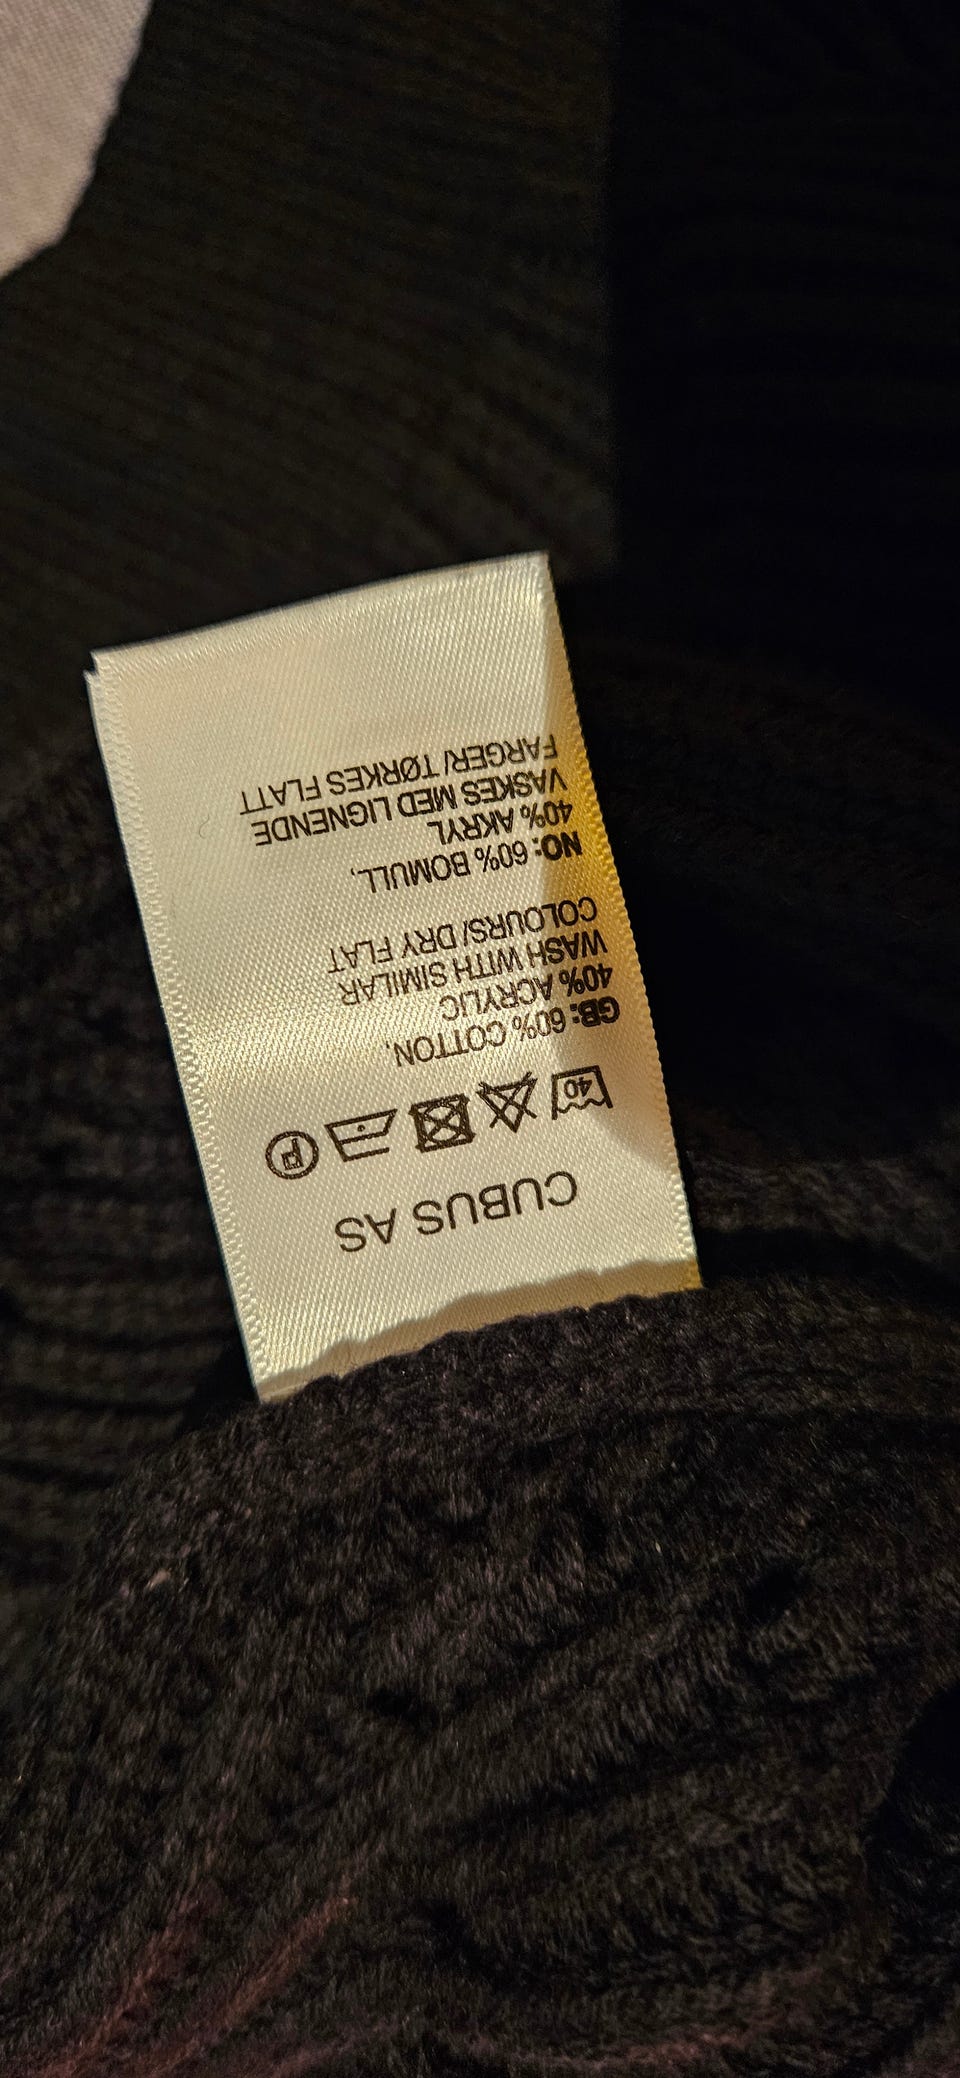 CUBUS AS
40 P
GB: 60% COTTON,
40% ACRYLIC
WASH WITH SIMILAR
COLOURS/ DRY FLAT
NO: 60% BOMULL,
40% AKRYL
VASKES MED LIGNENDE
FARGER/ TØRKES FLATT